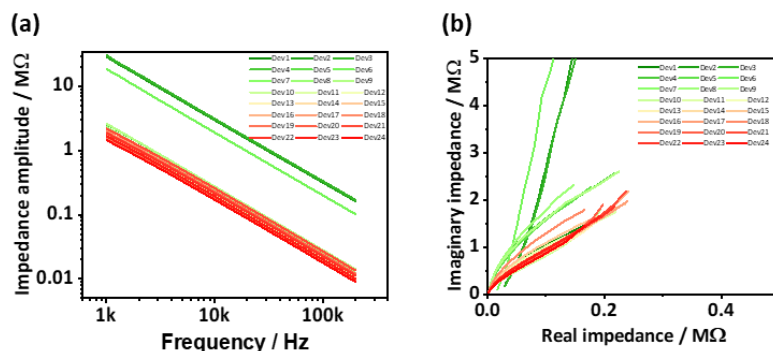 (a)
Impedance amplitude / MΩ
10
1
0.1
0.01
1k
10k
100k
Frequency / Hz
Dev1 Dev2 Dev3
Dev4 Dev5 Dev6
Dev7 Dev8 Dev9
Dev10 Dev11 Dev12
Dev13 Dev14 Dev15
Dev16 Dev17 Dev18
Dev19 Dev20 Dev21
Dev22 Dev23 Dev24
(b)
Imaginary impedance / MΩ
5
4
3
2
1
0
0.0
0.2
0.4
Real impedance / MΩ
Dev1 Dev2 Dev3
Dev4 Dev5 Dev6
Dev7 Dev8 Dev9
Dev10 Dev11 Dev12
Dev13 Dev14 Dev15
Dev16 Dev17 Dev18
Dev19 Dev20 Dev21
Dev22 Dev23 Dev24